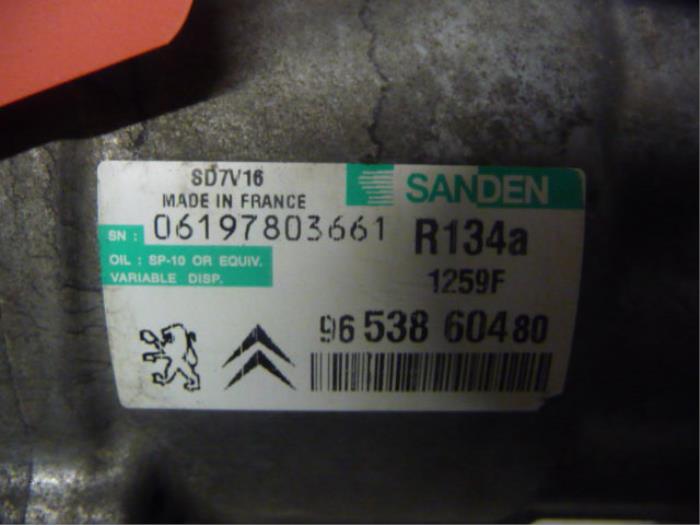 SD7V16
MADE IN FRANCE
SANDEN
SN : 06197803661
R134a
OIL : SP-10 OR EQUIV.
VARIABLE DISP.
1259F
96 538 604 80